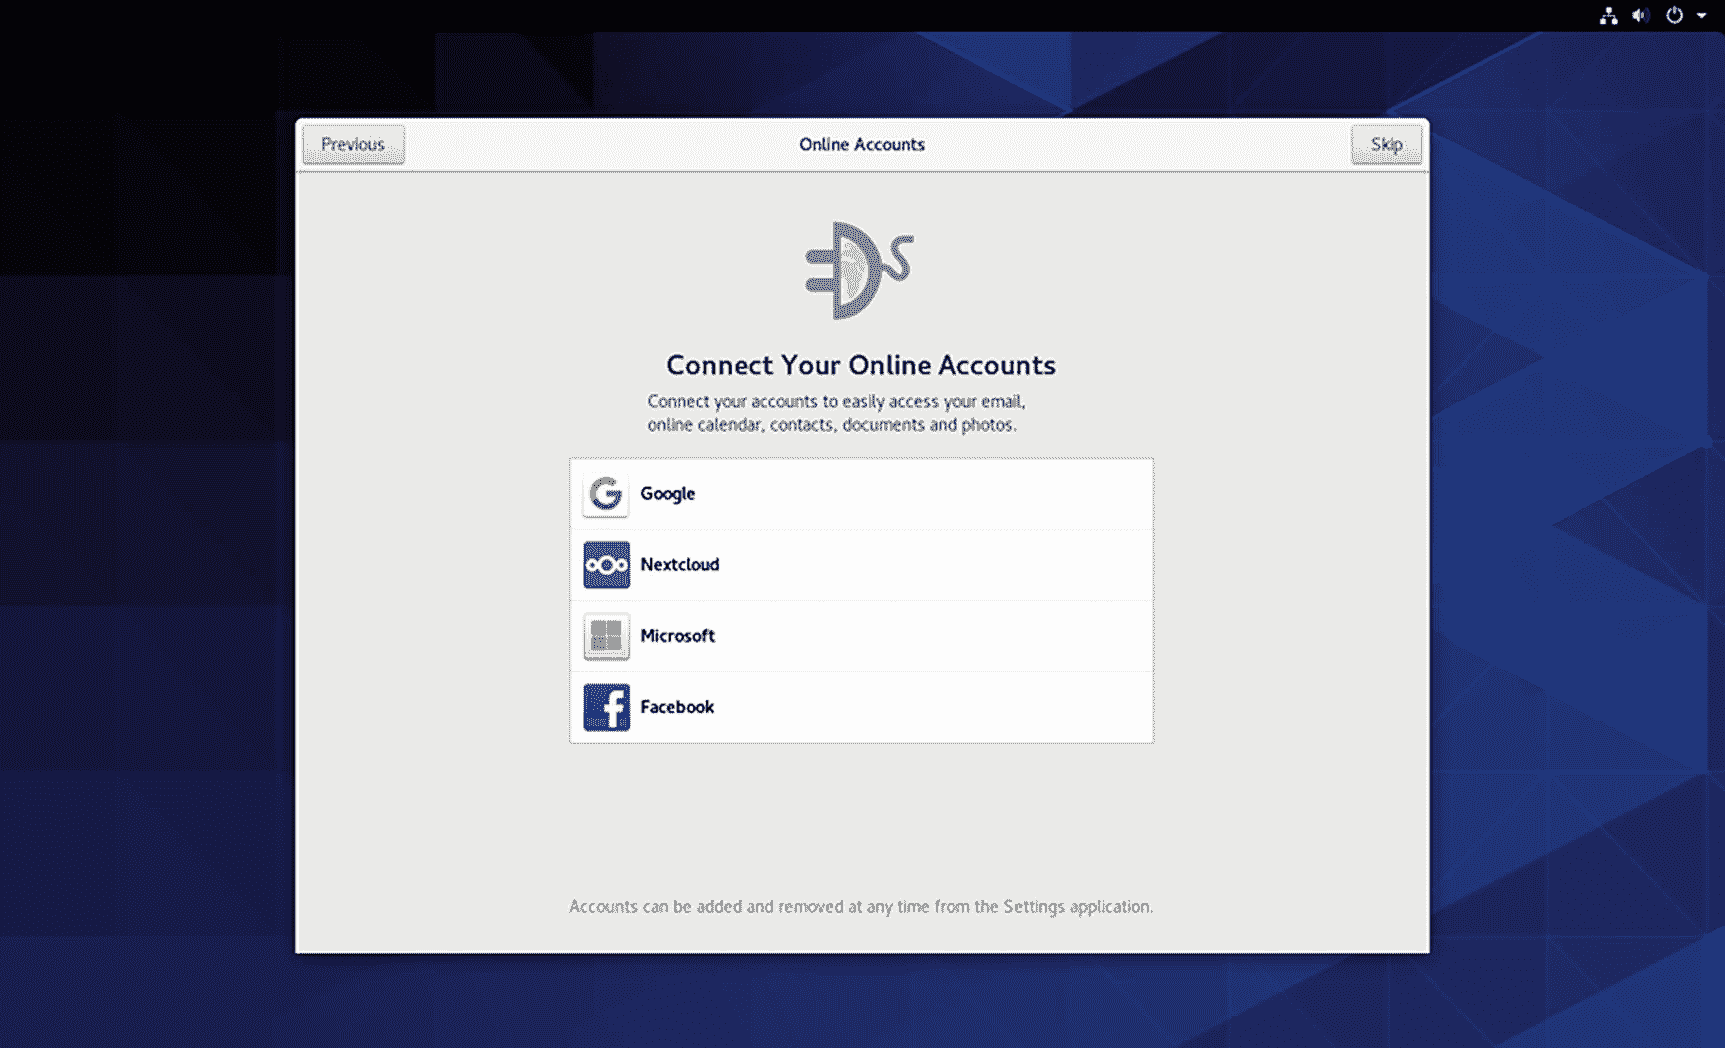 Previous
Online Accounts
Skip
Connect Your Online Accounts
Connect your accounts to easily access your email,
online calendar, contacts, documents and photos.
Google
Nextcloud
Microsoft
Facebook
Accounts can be added and removed at any time from the Settings application.